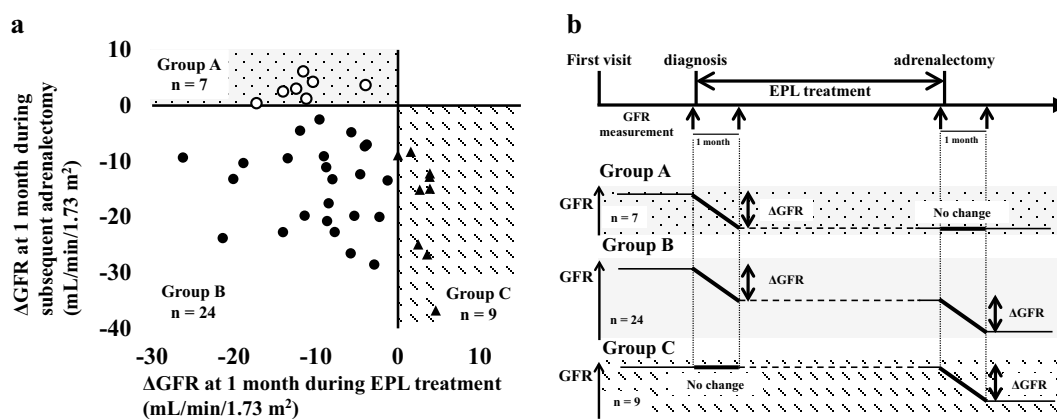 a
ΔGFR at 1 month during
subsequent adrenalectomy
(mL/min/1.73 m²)
10
0
-10
-20
-30
-40
Group A
n = 7
Group B
n = 24
Group C
n = 9
-30
-20
-10
0
10
ΔGFR at 1 month during EPL treatment
(mL/min/1.73 m²)
b
First visit
diagnosis
adrenalectomy
EPL treatment
GFR
measurement
1 month
1 month
Group A
GFR
n = 7
ΔGFR
No change
Group B
GFR
n = 24
ΔGFR
ΔGFR
Group C
GFR
n = 9
No change
ΔGFR